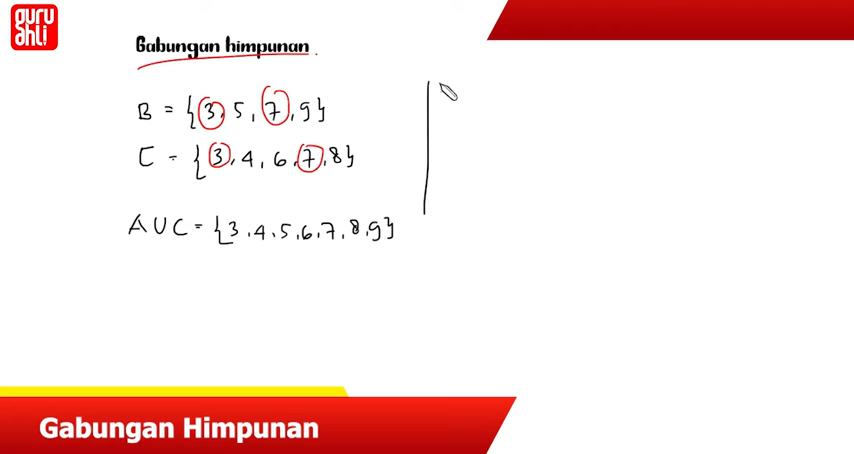 guru
ahli
Gabungan himpunan
B = {3, 5, 7, 9}
C = {3, 4, 6, 7, 8}
A U C = {3, 4, 5, 6, 7, 8, 9}
Gabungan Himpunan